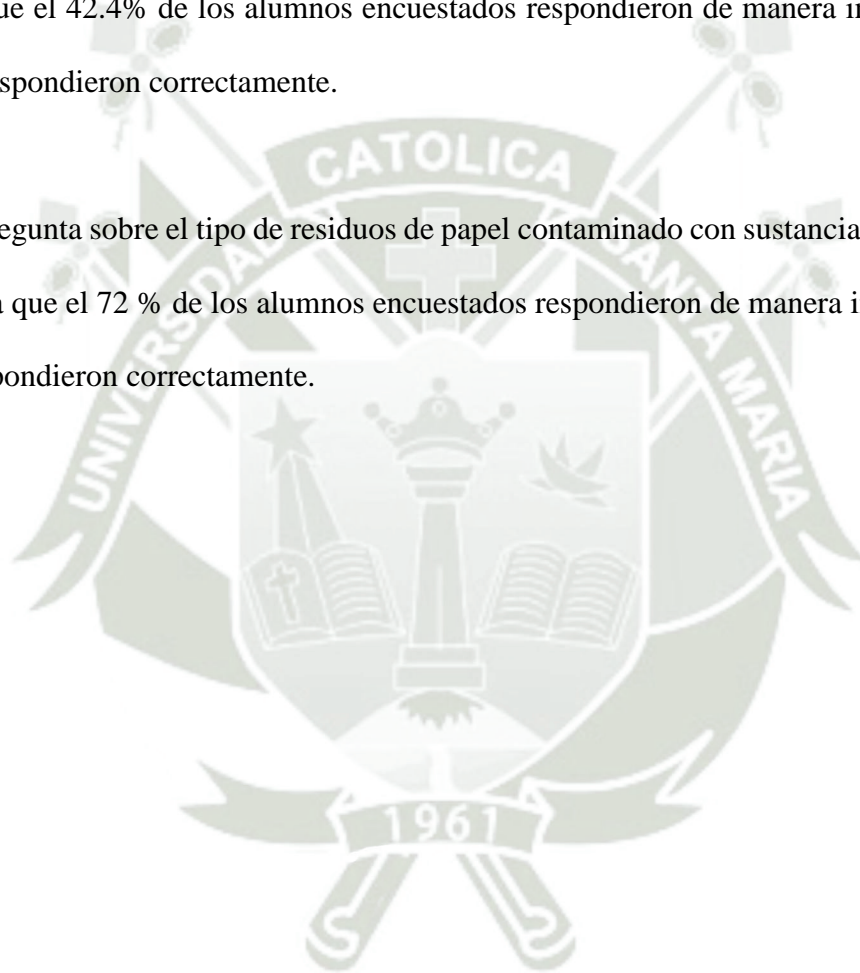 ue el 42.4% de los alumnos encuestados respondieron de manera in
spondieron correctamente.
CATOLICA
egunta sobre el tipo de residuos de papel contaminado con sustancia
a que el 72 % de los alumnos encuestados respondieron de manera i
pondieron correctamente.
UNIVERSIDAD
SANTA MARIA
1961